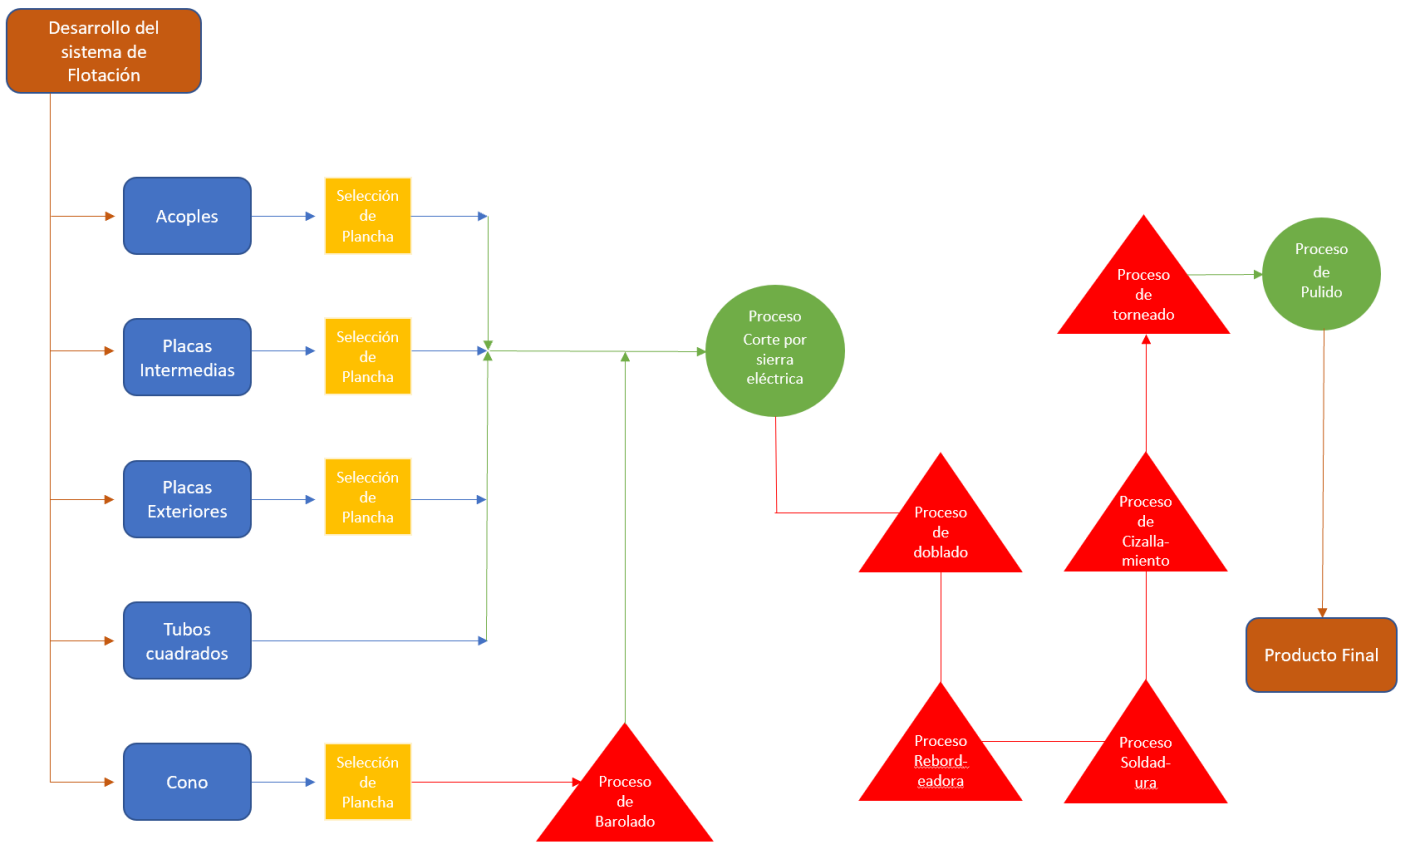 Desarrollo del
sistema de
Flotación
Acoples
Selección
de
Plancha
Placas
Intermedias
Selección
de
Plancha
Placas
Exteriores
Selección
de
Plancha
Tubos
cuadrados
Cono
Selección
de
Plancha
Proceso
de
Barolado
Proceso
Corte por
sierra
eléctrica
Proceso
de
doblado
Proceso
Rebord-
eadora
Proceso
Soldad-
ura
Proceso
de
Cizalla-
miento
Proceso
de
torneado
Proceso
de
Pulido
Producto Final